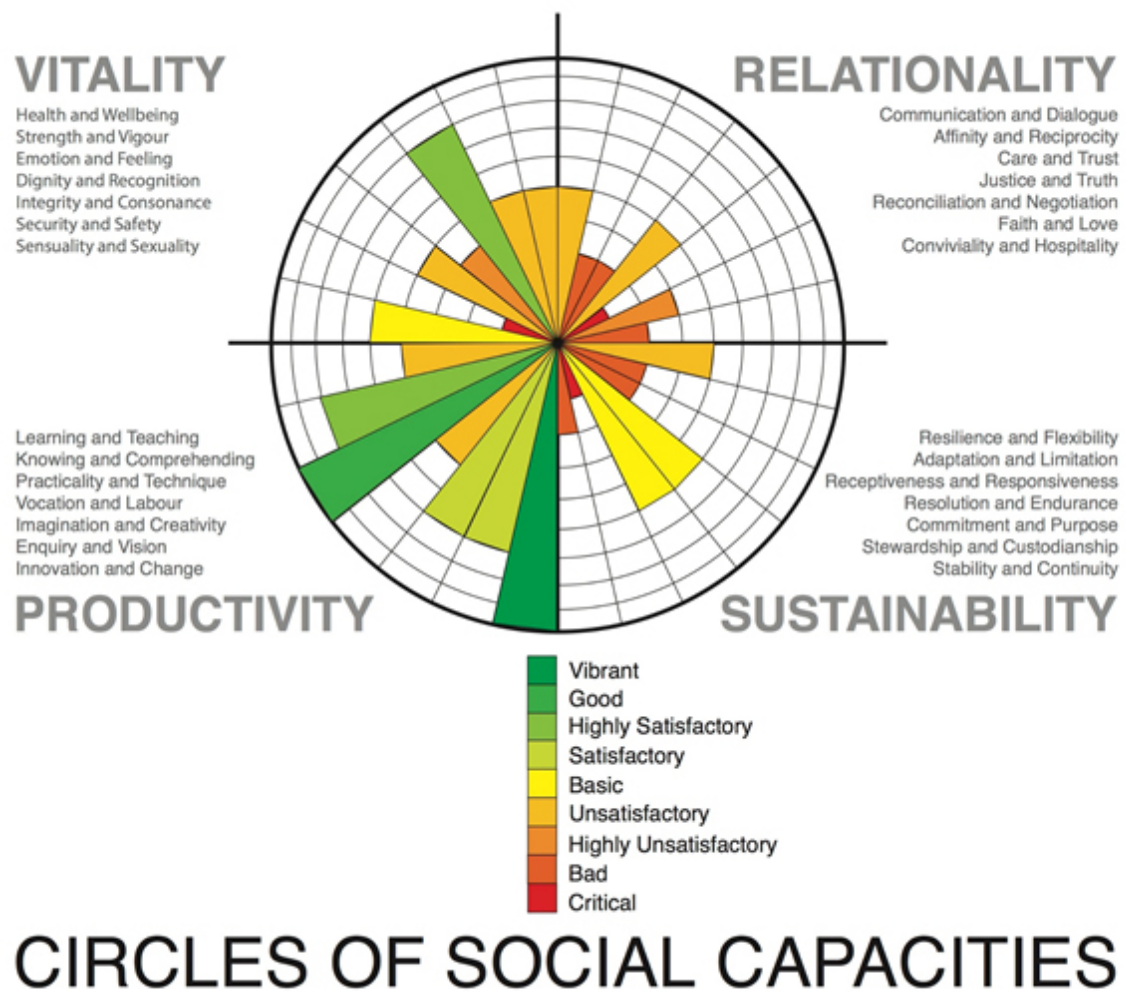 VITALITY
Health and Wellbeing
Strength and Vigour
Emotion and Feeling
Dignity and Recognition
Integrity and Consonance
Security and Safety
Sensuality and Sexuality
RELATIONALITY
Communication and Dialogue
Affinity and Reciprocity
Care and Trust
Justice and Truth
Reconciliation and Negotiation
Faith and Love
Conviviality and Hospitality
Learning and Teaching
Knowing and Comprehending
Practicality and Technique
Vocation and Labour
Imagination and Creativity
Enquiry and Vision
Innovation and Change
PRODUCTIVITY
Resilience and Flexibility
Adaptation and Limitation
Receptiveness and Responsiveness
Resolution and Endurance
Commitment and Purpose
Stewardship and Custodianship
Stability and Continuity
SUSTAINABILITY
Vibrant
Good
Highly Satisfactory
Satisfactory
Basic
Unsatisfactory
Highly Unsatisfactory
Bad
Critical
CIRCLES OF SOCIAL CAPACITIES